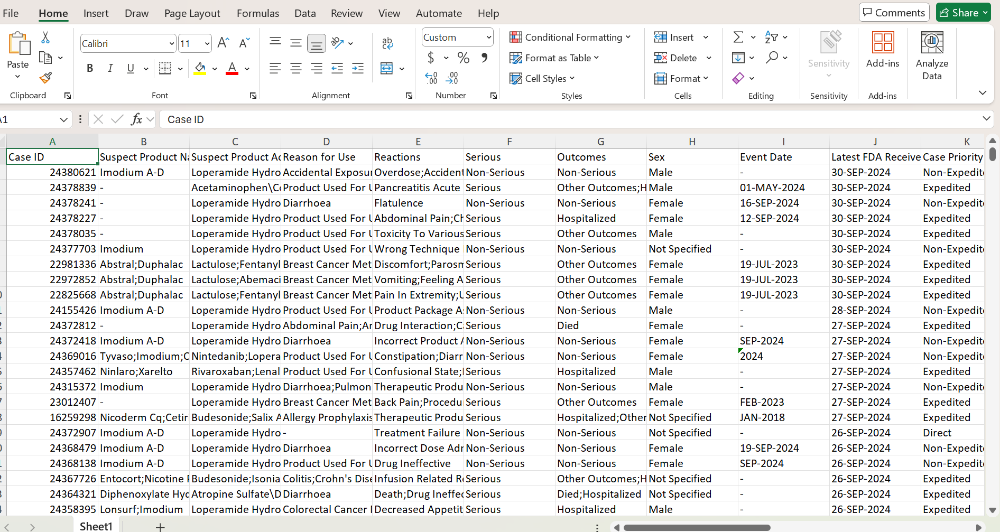 File Home Insert Draw Page Layout Formulas Data Review View Automate Help Comments Share
Calibri 11 Custom Conditional Formatting Insert
Paste Format as Table Delete Sensitivity Add-ins Analyze Data
B I U $ % Cell Styles Format
Clipboard Font Alignment Number Styles Cells Editing Sensitivity Add-ins
fx Case ID
A B C D E F G H I J K
Case ID Suspect Product Na Suspect Product Ac Reason for Use Reactions Serious Outcomes Sex Event Date Latest FDA Receive Case Priority
24380621 Imodium A-D Loperamide Hydro Accidental Exposur Overdose;Accident Non-Serious Non-Serious Male - 30-SEP-2024 Non-Expedit
24378839 - Acetaminophen\Co Product Used For U Pancreatitis Acute Serious Other Outcomes;H Male 01-MAY-2024 30-SEP-2024 Expedited
24378241 - Loperamide Hydro Diarrhoea Flatulence Non-Serious Non-Serious Female 16-SEP-2024 30-SEP-2024 Non-Expedit
24378227 - Loperamide Hydro Product Used For U Abdominal Pain;Ch Serious Hospitalized Female 12-SEP-2024 30-SEP-2024 Expedited
24378035 - Loperamide Hydro Product Used For U Toxicity To Various Serious Other Outcomes Male - 30-SEP-2024 Expedited
24377703 Imodium Loperamide Hydro Product Used For U Wrong Technique Non-Serious Non-Serious Not Specified - 30-SEP-2024 Non-Expedit
22981336 Abstral;Duphalac Lactulose;Fentanyl Breast Cancer Met Discomfort;Parosm Serious Other Outcomes Female 19-JUL-2023 30-SEP-2024 Expedited
22972852 Abstral;Duphalac Lactulose;Abemaci Breast Cancer Met Vomiting;Feeling A Serious Other Outcomes Female 19-JUL-2023 30-SEP-2024 Expedited
22825668 Abstral;Duphalac Lactulose;Fentanyl Breast Cancer Met Pain In Extremity;U Serious Other Outcomes Female 19-JUL-2023 30-SEP-2024 Expedited
24155426 Imodium A-D Loperamide Hydro Product Used For U Product Package As Non-Serious Non-Serious Male - 28-SEP-2024 Non-Expedit
24372812 - Loperamide Hydro Abdominal Pain;An Drug Interaction;Ca Serious Died Female - 27-SEP-2024 Expedited
24372418 Imodium A-D Loperamide Hydro Diarrhoea Incorrect Product A Non-Serious Non-Serious Female SEP-2024 27-SEP-2024 Non-Expedit
24369016 Tyvaso;Imodium;O Nintedanib;Lopera Product Used For U Constipation;Diarr Non-Serious Non-Serious Female 2024 27-SEP-2024 Non-Expedit
24357462 Ninlaro;Xarelto Rivaroxaban;Lenal Product Used For U Confusional State; Serious Hospitalized Male - 27-SEP-2024 Expedited
24315372 Imodium Loperamide Hydro Diarrhoea;Pulmon Therapeutic Produ Non-Serious Non-Serious Male - 27-SEP-2024 Non-Expedit
23012407 - Loperamide Hydro Breast Cancer Met Back Pain;Procedu Serious Other Outcomes Female FEB-2023 27-SEP-2024 Expedited
16259298 Nicoderm Cq;Cetiri Budesonide;Salix A Allergy Prophylaxis Therapeutic Produ Serious Hospitalized;Other Not Specified JAN-2018 27-SEP-2024 Expedited
24372907 Imodium A-D Loperamide Hydro - Treatment Failure Non-Serious Non-Serious Not Specified - 26-SEP-2024 Direct
24368479 Imodium A-D Loperamide Hydro Diarrhoea Incorrect Dose Adr Non-Serious Non-Serious Female 19-SEP-2024 26-SEP-2024 Non-Expedit
24368138 Imodium A-D Loperamide Hydro Product Used For U Drug Ineffective Non-Serious Non-Serious Female SEP-2024 26-SEP-2024 Non-Expedit
24367726 Entocort;Nicotine P Budesonide;Isonia Colitis;Crohn's Dise Infusion Related Re Serious Other Outcomes;H Not Specified - 26-SEP-2024 Expedited
24364321 Diphenoxylate Hyd Atropine Sulfate\D Diarrhoea Death;Drug Ineffec Serious Died;Hospitalized Not Specified - 26-SEP-2024 Expedited
24358395 Lonsurf;Imodium Loperamide Hydro Colorectal Cancer Decreased Appetit Serious Hospitalized Male - 26-SEP-2024 Expedited
Sheet1